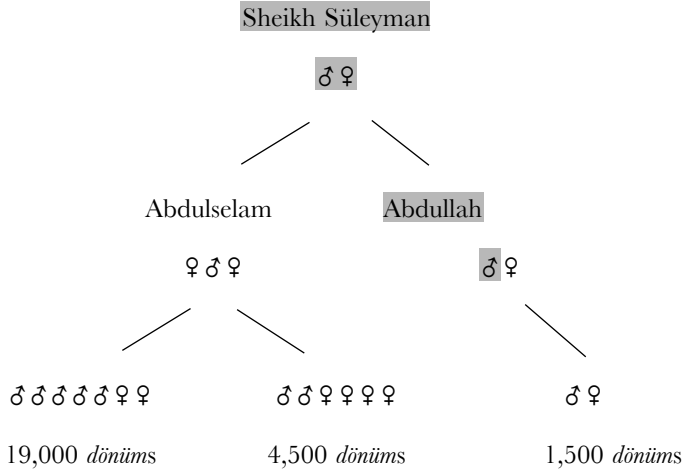 Sheikh Süleyman
♂♀
Abdulselam Abdullah
♀♂♀ ♂♀
♂♂♂♂♂♀♀ ♂♂♀♀♀♀ ♂♀
19,000 dönüms 4,500 dönüms 1,500 dönüms